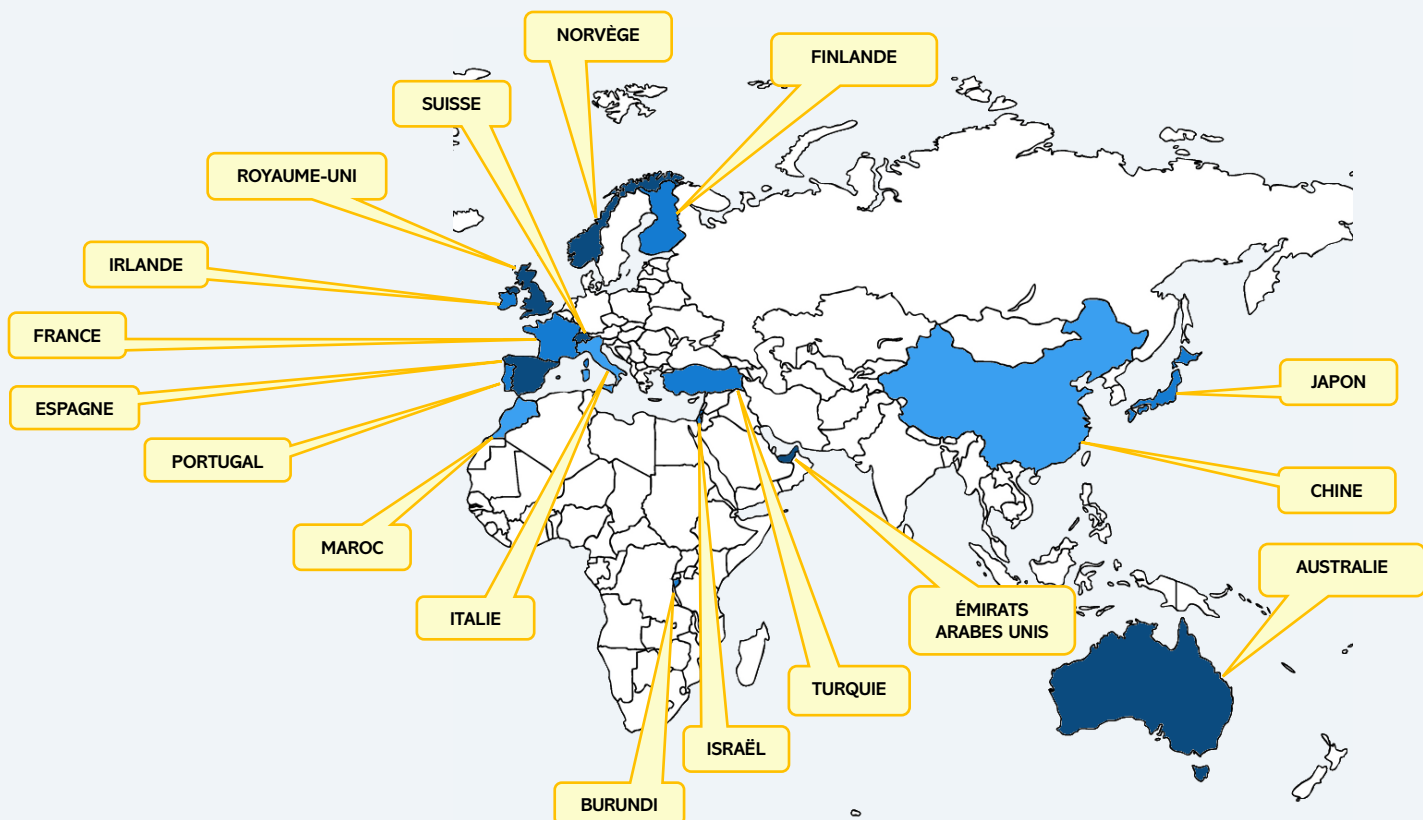 NORVÈGE
FINLANDE
SUISSE
ROYAUME-UNI
IRLANDE
FRANCE
ESPAGNE
PORTUGAL
MAROC
ITALIE
BURUNDI
ISRAËL
TURQUIE
ÉMIRATS
ARABES UNIS
JAPON
CHINE
AUSTRALIE